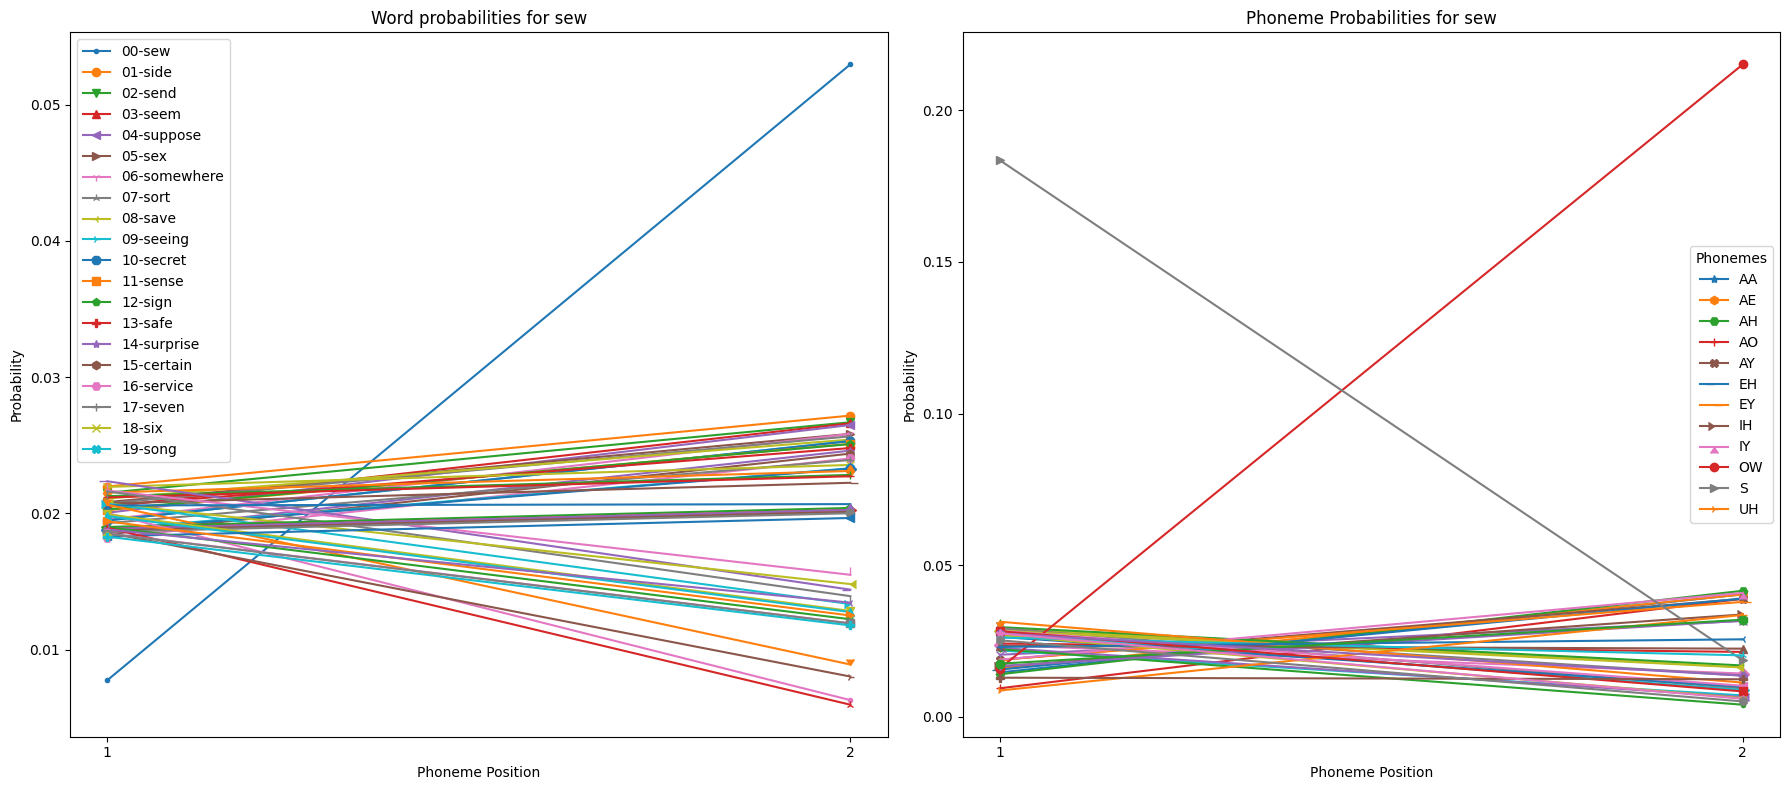 Word probabilities for sew
0.05
0.04
0.03
0.02
0.01
Probability
00-sew
01-side
02-send
03-seem
04-suppose
05-sex
06-somewhere
07-sort
08-save
09-seeing
10-secret
11-sense
12-sign
13-safe
14-surprise
15-certain
16-service
17-seven
18-six
19-song
1
2
Phoneme Position
Phoneme Probabilities for sew
0.20
0.15
0.10
0.05
0.00
Probability
Phonemes
AA
AE
AH
AO
AY
EH
EY
IH
IY
OW
S
UH
1
2
Phoneme Position